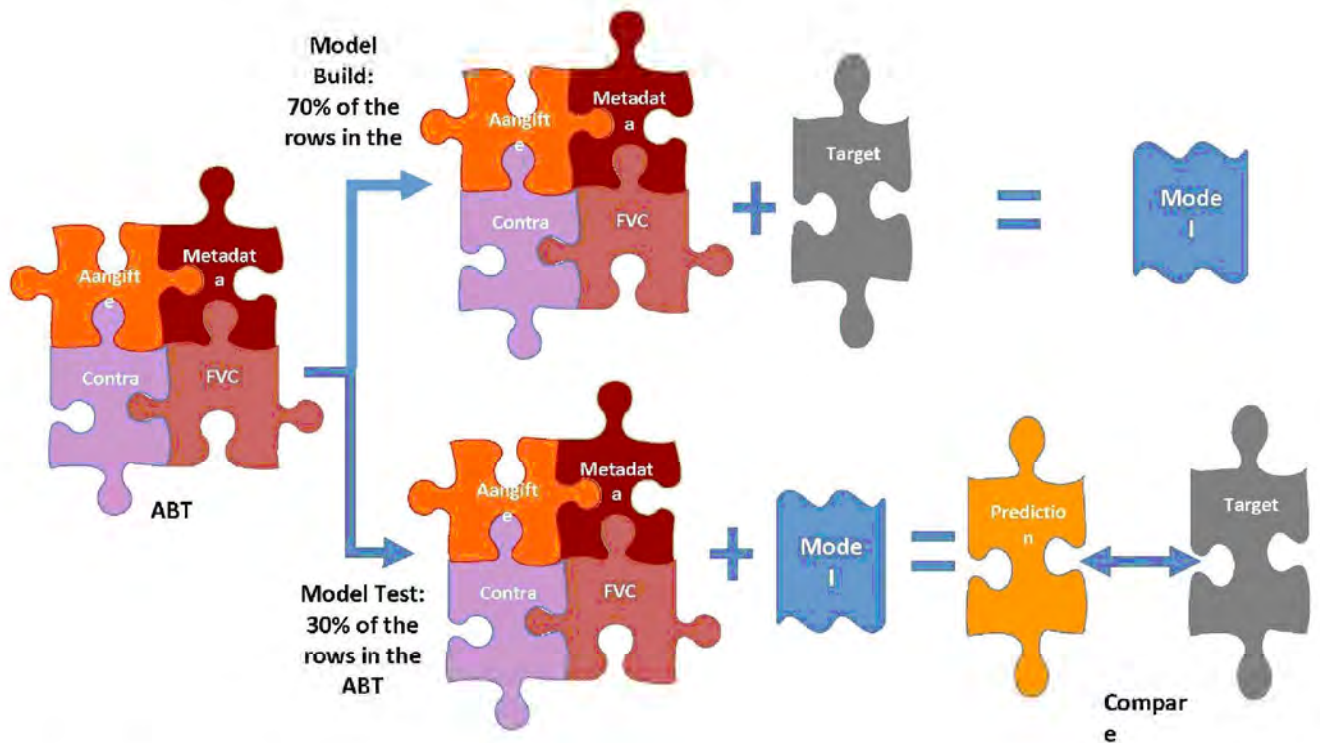 Model
Build:
70% of the
rows in the
Aangift
e
Metadat
a
Contra
FVC
Target
Mode
l
Aangift
e
Metadat
a
Contra
FVC
ABT
Model Test:
30% of the
rows in the
ABT
Aangift
e
Metadat
a
Contra
FVC
Mode
l
Predictio
n
Target
Compar
e